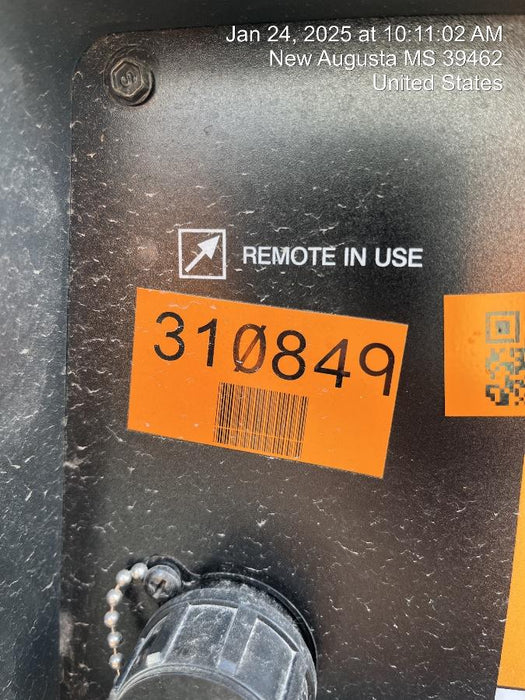 Jan 24, 2025 at 10:11:02 AM
New Augusta MS 39462
United States
REMOTE IN USE
310849